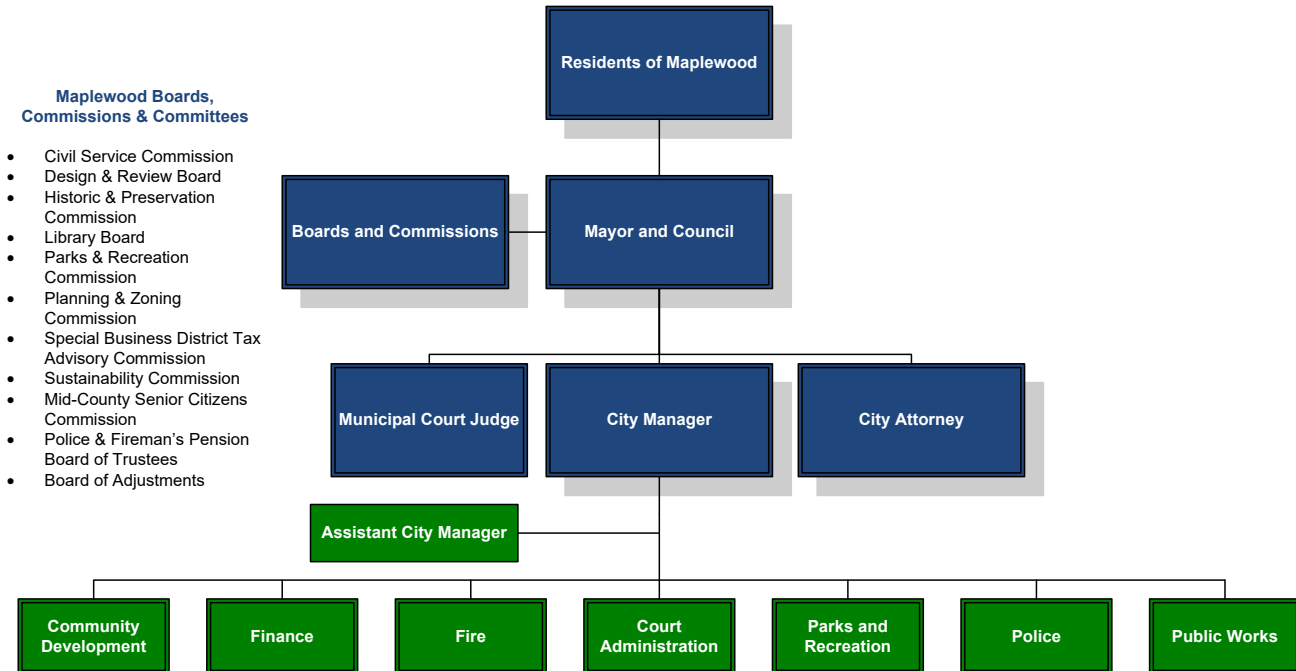 Residents of Maplewood
Maplewood Boards,
Commissions & Committees
• Civil Service Commission
• Design & Review Board
• Historic & Preservation
Commission
• Library Board
• Parks & Recreation
Commission
• Planning & Zoning
Commission
• Special Business District Tax
Advisory Commission
• Sustainability Commission
• Mid-County Senior Citizens
Commission
• Police & Fireman’s Pension
Board of Trustees
• Board of Adjustments
Boards and Commissions
Mayor and Council
Municipal Court Judge
City Manager
City Attorney
Assistant City Manager
Community
Development
Finance
Fire
Court
Administration
Parks and
Recreation
Police
Public Works